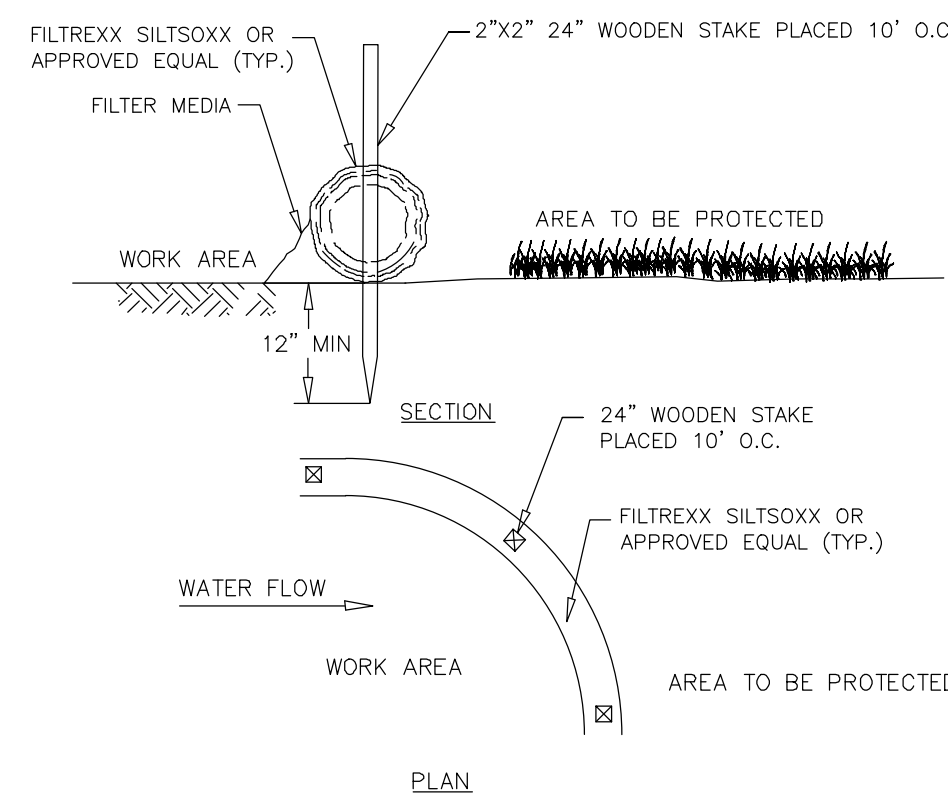 FILTREXX SILTSOXX OR
APPROVED EQUAL (TYP.)
2"X2" 24" WOODEN STAKE PLACED 10' O.C
FILTER MEDIA
AREA TO BE PROTECTED
WORK AREA
12" MIN
SECTION
24" WOODEN STAKE
PLACED 10' O.C.
FILTREXX SILTSOXX OR
APPROVED EQUAL (TYP.)
WATER FLOW
WORK AREA
AREA TO BE PROTECTED
PLAN